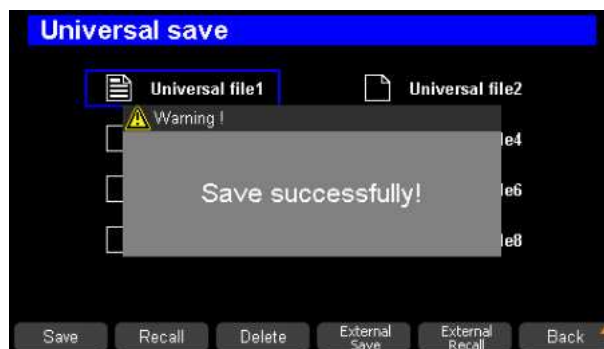 Universal save
Universal file1 Universal file2
Warning !
le4
Save successfully!
le6
le8
Save Recall Delete External Save External Recall Back